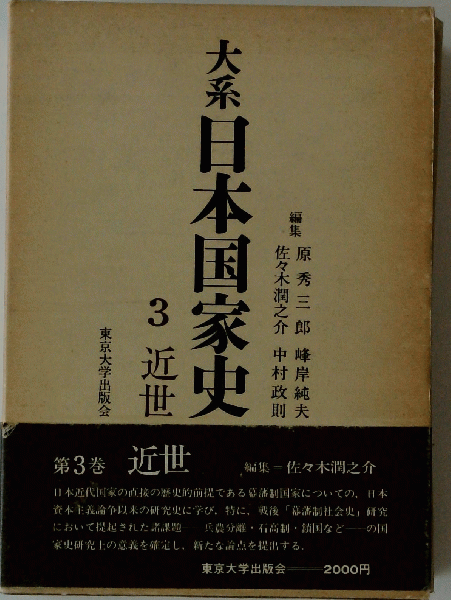 大系
日本国家史
3 近世
編集
原秀三郎 峰岸純夫
佐々木潤之介 中村政則
東京大学出版会
第3巻 近世 編集=佐々木潤之介
日本近代国家の直接の歴史的前提である幕藩制国家についての、日本
資本主義論争以来の研究史に学び、特に、戦後「幕藩制社会史」研究
において提起された諸課題——兵農分離・石高制・鎖国など——の国
家史研究上の意義を確定し、新たな論点を提出する.
東京大学出版会——2000円